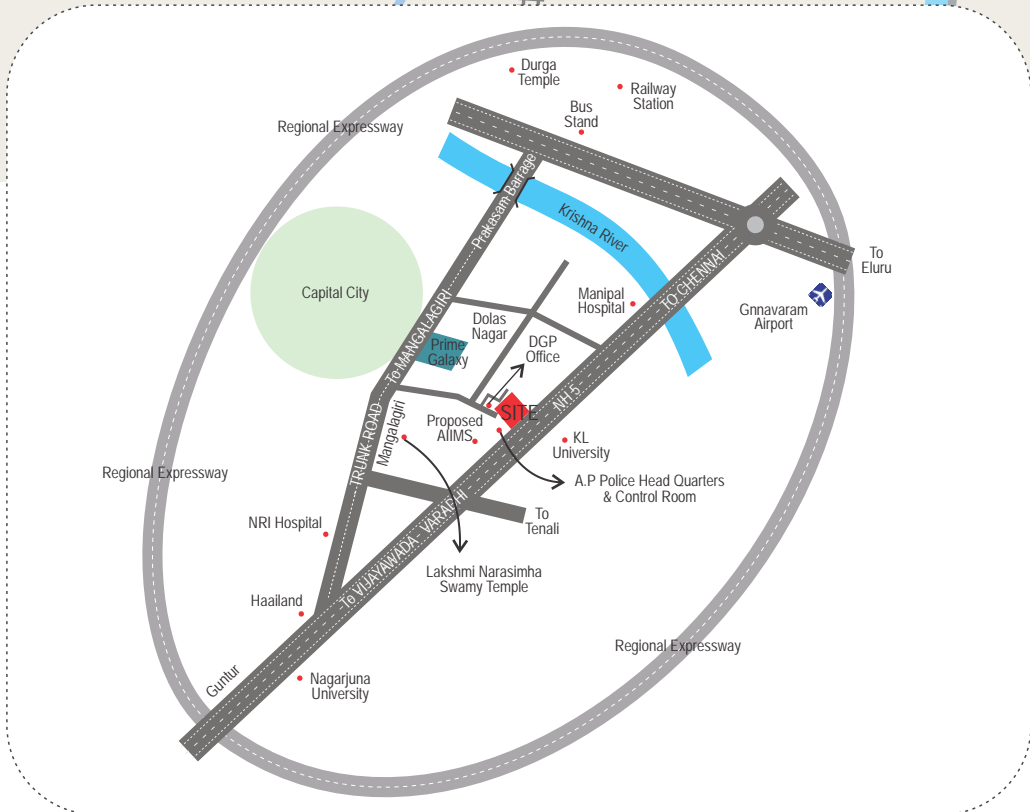 Durga
Temple
Railway
Station
Bus
Stand
Regional Expressway
Prakasam Barrage
Krishna River
To
Eluru
Capital City
Manipal
Hospital
TO CHENNAI
Gnnavaram
Airport
To MANGALAGIRI
Dolas
Nagar
DGP
Office
Prime
Galaxy
SITE
NH-5
TRUNK ROAD
Mangalagiri
Proposed
AIIMS
KL
University
Regional Expressway
A.P Police Head Quarters
& Control Room
To VIJAYAWADA- VARADHI
To
Tenali
NRI Hospital
Lakshmi Narasimha
Swamy Temple
Haailand
Regional Expressway
Guntur
Nagarjuna
University